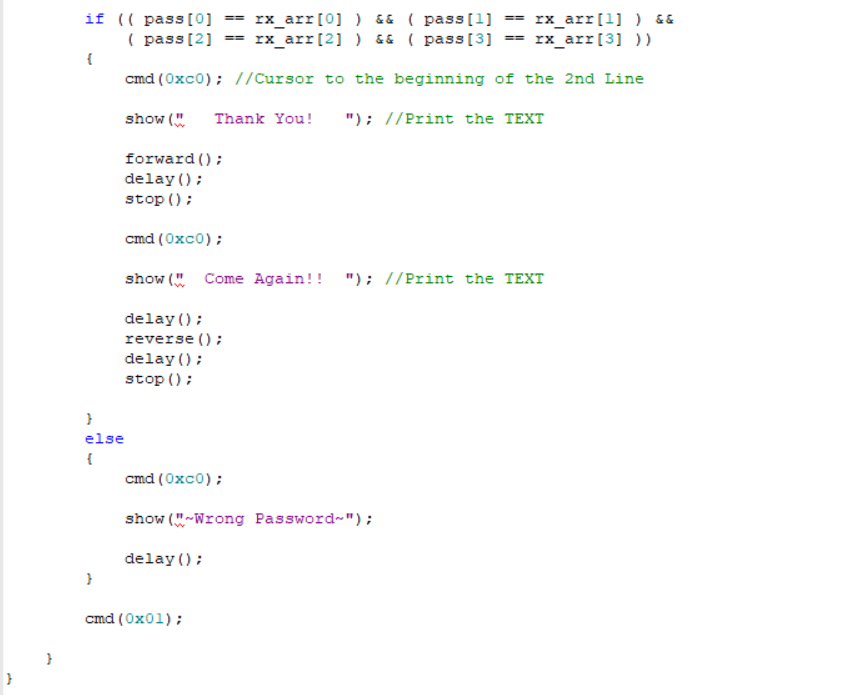 if (( pass[0] == rx_arr[0] ) && ( pass[1] == rx_arr[1] ) &&
( pass[2] == rx_arr[2] ) && ( pass[3] == rx_arr[3] ))
{
cmd(0xc0); //Cursor to the beginning of the 2nd Line
show("   Thank You!   "); //Print the TEXT
forward();
delay();
stop();
cmd(0xc0);
show("  Come Again!!  "); //Print the TEXT
delay();
reverse();
delay();
stop();
}
else
{
cmd(0xc0);
show("~Wrong Password~");
delay();
}
cmd(0x01);
}
}